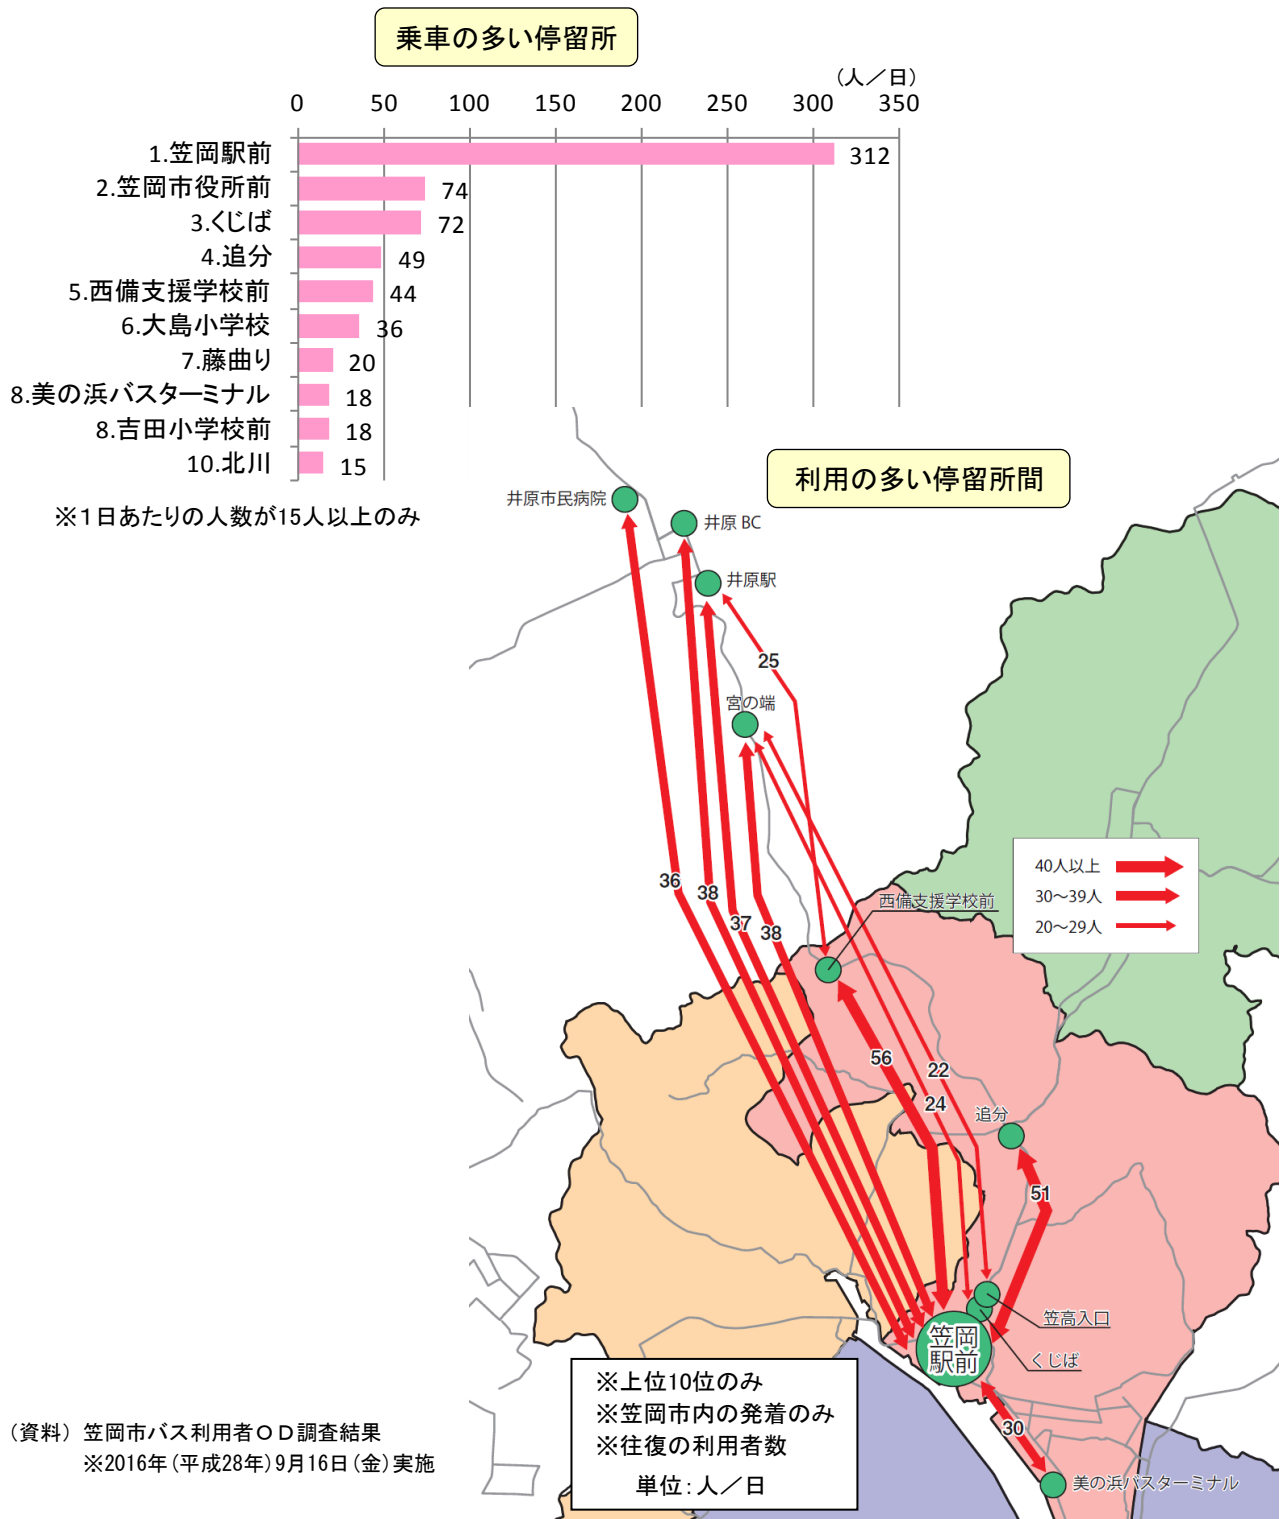 乗車の多い停留所
(人／日)
0 50 100 150 200 250 300 350
1.笠岡駅前 312
2.笠岡市役所前 74
3.くじば 72
4.追分 49
5.西備支援学校前 44
6.大島小学校 36
7.藤曲り 20
8.美の浜バスターミナル 18
8.吉田小学校前 18
10.北川 15
※１日あたりの人数が15人以上のみ
利用の多い停留所間
井原市民病院
井原 BC
井原駅
25
宮の端
40人以上
30～39人
20～29人
36
38
37
38
西備支援学校前
56
22
24
追分
51
笠高入口
くじば
笠岡
駅前
30
美の浜バスターミナル
※上位10位のみ
※笠岡市内の発着のみ
※往復の利用者数
単位：人／日
（資料）笠岡市バス利用者ＯＤ調査結果
※2016年(平成28年)9月16日(金)実施